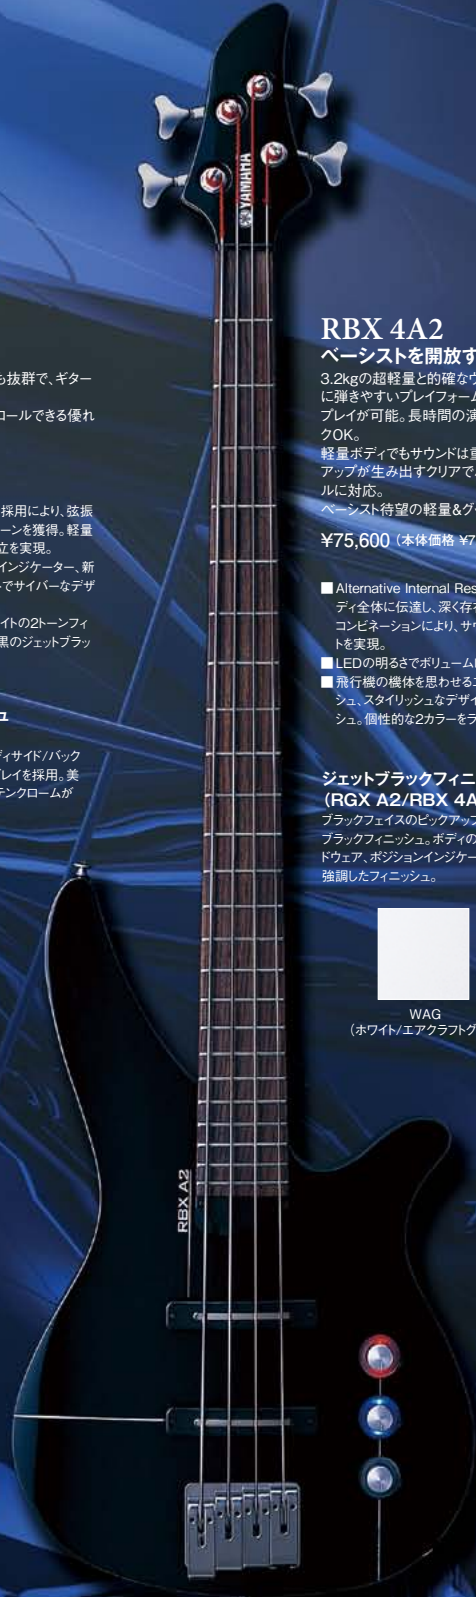 YAMAHA
も抜群で、ギター
コールできる優れ
採用により、弦振
ーンを獲得。軽量
立を実現。
インジケーター、新
でサイバーなデザ
イトの2トーンフィ
黒のジェットブラッ
ュ
ィサイド/バック
レイを採用。美
テンクロームが
RBX 4A2
ベーシストを開放す
3.2kgの超軽量と的確なウ
に弾きやすいプレイフォーム
プレイが可能。長時間の演
クOK。
軽量ボディでもサウンドは重
アップが生み出すクリアで
ルに対応。
ベーシスト待望の軽量&グ
¥75,600（本体価格 ¥7
■Alternative Internal Res
ディ全体に伝達し、深く存
コンビネーションにより、サウ
トを実現。
■LEDの明るさでボリューム
■飛行機の機体を思わせる
シュ、スタイリッシュなデザイ
シュ。個性的な2カラーをラ
ジェットブラックフィニ
（RGX A2/RBX 4A
ブラックフェイスのピックアップ
ブラックフィニッシュ。ボディの
ドウェア、ポジションインジケー
強調したフィニッシュ。
WAG
（ホワイト/エアクラフトグ
RBX A2